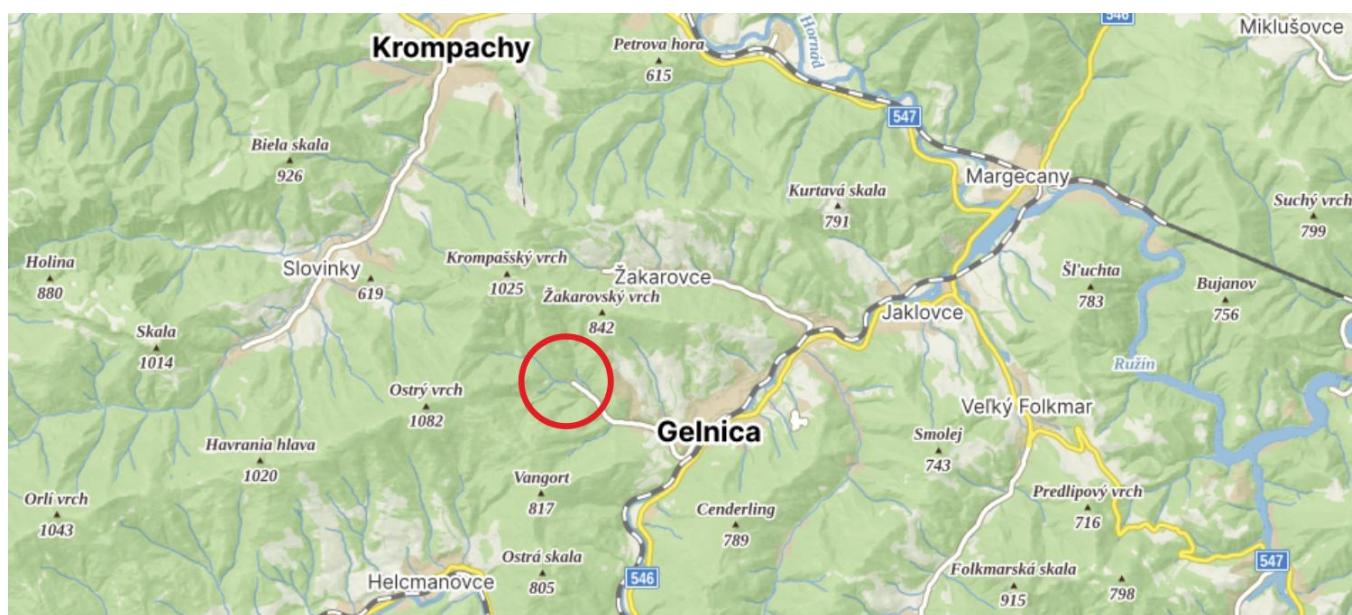 546
Miklušovce
Krompachy
Petrova hora
615
Hornád
547
Biela skala
926
Margecany
Kurtavá skala
791
Suchý vrch
799
Holina
880
Slovinky
619
Krompašský vrch
1025
Žakarovce
Žakarovský vrch
842
Šľuchta
783
Bujanov
756
Jaklovce
Skala
1014
Ružín
Ostrý vrch
1082
Veľký Folkmar
Gelnica
Smolej
743
Havrania hlava
1020
Vangort
817
Predlipový vrch
716
Orlí vrch
1043
Cenderling
789
Ostrá skala
805
Helcmanovce
546
Folkmarská skala
915
798
547